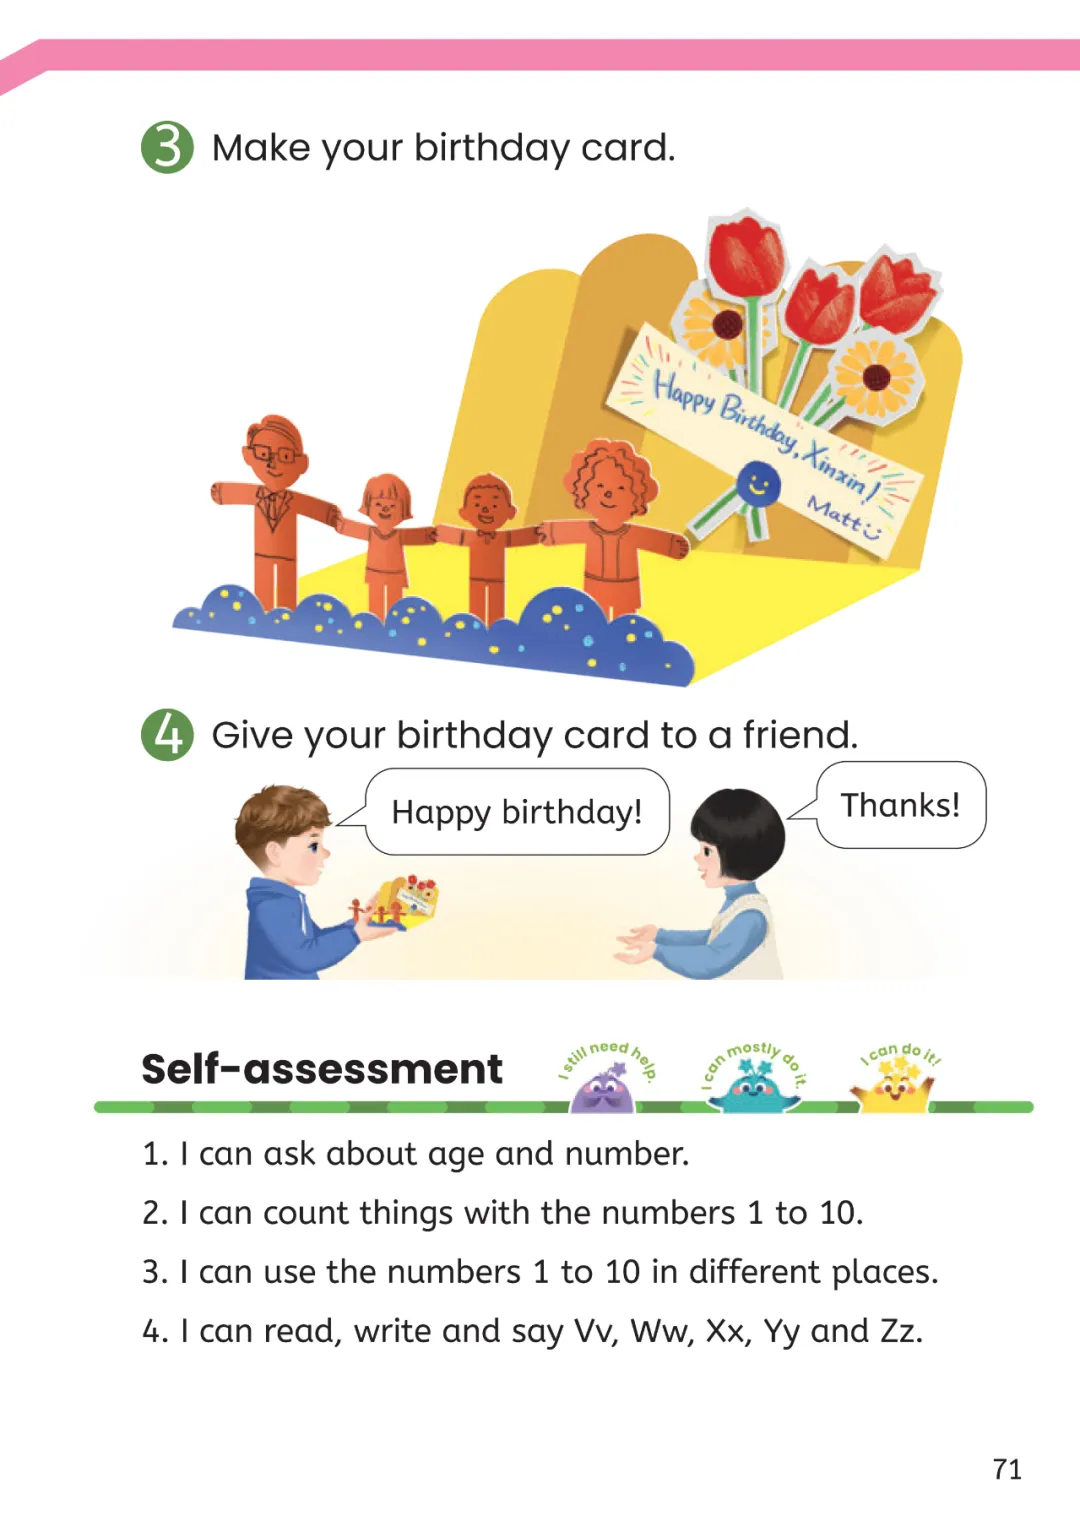 3 Make your birthday card.
Happy Birthday, Xinxin!
Matt
4 Give your birthday card to a friend.
Happy birthday!
Thanks!
Self-assessment
I still need help.
I can mostly do it.
I can do it!
1. I can ask about age and number.
2. I can count things with the numbers 1 to 10.
3. I can use the numbers 1 to 10 in different places.
4. I can read, write and say Vv, Ww, Xx, Yy and Zz.
71